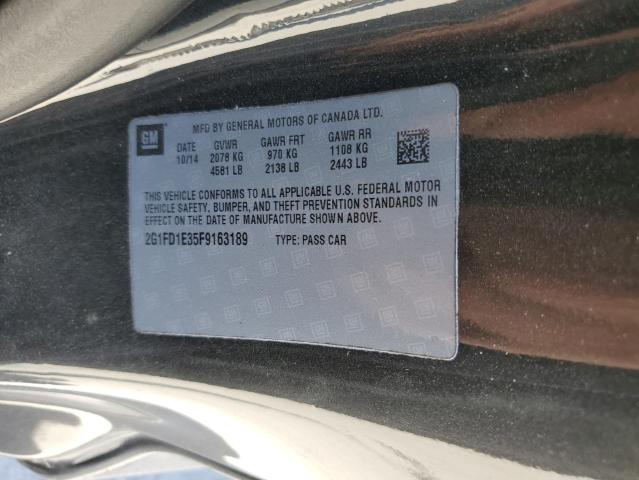 GM
MFG BY GENERAL MOTORS OF CANADA LTD.
DATE GVWR GAWR FRT GAWR RR
10/14 2078 KG 970 KG 1108 KG
4581 LB 2138 LB 2443 LB
THIS VEHICLE CONFORMS TO ALL APPLICABLE U.S. FEDERAL MOTOR
VEHICLE SAFETY, BUMPER, AND THEFT PREVENTION STANDARDS IN
EFFECT ON THE DATE OF MANUFACTURE SHOWN ABOVE.
2G1FD1E35F9163189 TYPE: PASS CAR